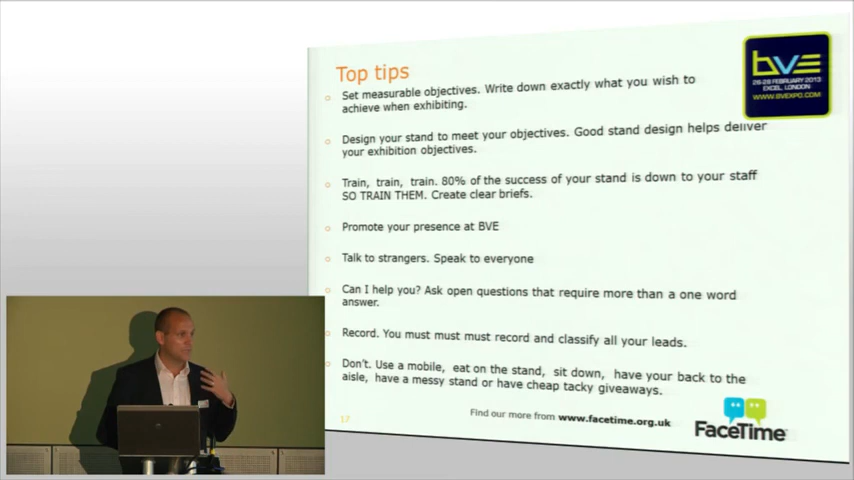 Top tips
Set measurable objectives. Write down exactly what you wish to
achieve when exhibiting.
Design your stand to meet your objectives. Good stand design helps deliver
your exhibition objectives.
Train, train, train. 80% of the success of your stand is down to your staff
SO TRAIN THEM. Create clear briefs.
Promote your presence at BVE
Talk to strangers. Speak to everyone
Can I help you? Ask open questions that require more than a one word
answer.
Record. You must must must record and classify all your leads.
Don't. Use a mobile, eat on the stand, sit down, have your back to the
aisle, have a messy stand or have cheap tacky giveaways.
17
Find our more from www.facetime.org.uk
FaceTime
bve
26-28 FEBRUARY 2013
EXCEL, LONDON
WWW.BVEXPO.COM